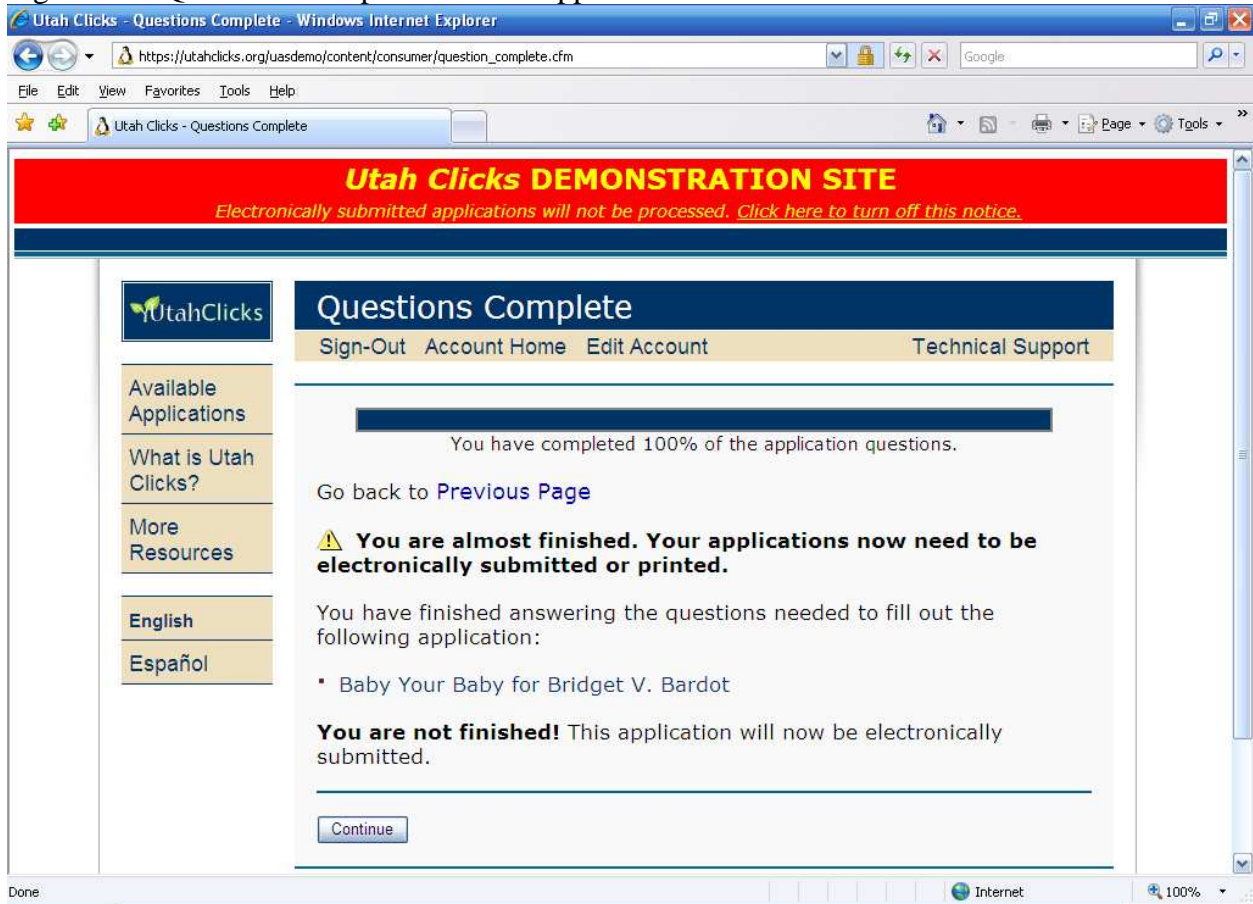 Utah Clicks - Questions Complete - Windows Internet Explorer
https://utahclicks.org/uasdemo/content/consumer/question_complete.cfm
Google
File Edit View Favorites Tools Help
Utah Clicks - Questions Complete
Page Tools
Utah Clicks DEMONSTRATION SITE
Electronically submitted applications will not be processed. Click here to turn off this notice.
UtahClicks
Questions Complete
Sign-Out Account Home Edit Account Technical Support
Available
Applications
What is Utah
Clicks?
More
Resources
English
Español
You have completed 100% of the application questions.
Go back to Previous Page
You are almost finished. Your applications now need to be
electronically submitted or printed.
You have finished answering the questions needed to fill out the
following application:
▪ Baby Your Baby for Bridget V. Bardot
You are not finished! This application will now be electronically
submitted.
Continue
Done Internet 100%